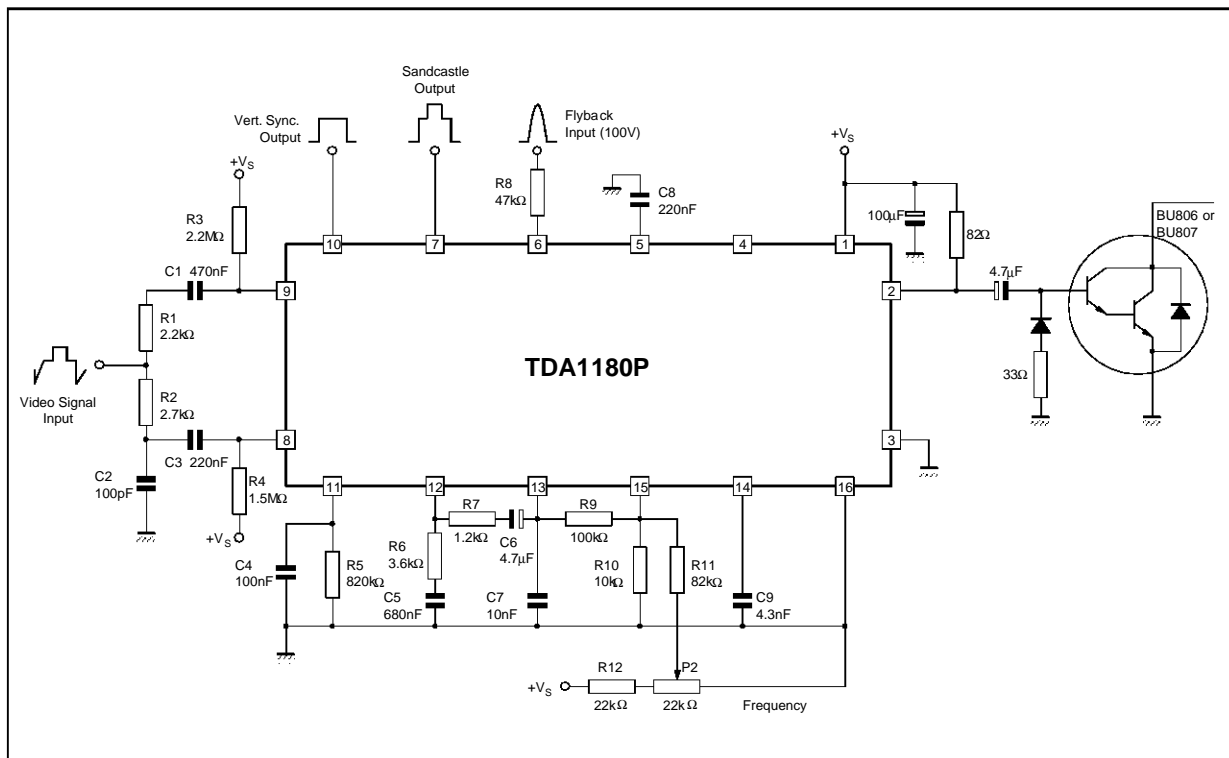 Sandcastle
Output
Vert. Sync.
Output
Flyback
Input (100V)
+VS
+VS
R3
2.2MΩ
R8
47kΩ
C8
220nF
100µF
82Ω
BU806 or
BU807
10
7
6
5
4
1
C1 470nF
9
2
4.7µF
R1
2.2kΩ
TDA1180P
33Ω
Video Signal
Input
R2
2.7kΩ
8
3
C3 220nF
C2
100pF
R4
1.5MΩ
+VS
11
12
13
15
14
16
R7
1.2kΩ
C6
4.7µF
R9
100kΩ
R6
3.6kΩ
R10
10kΩ
R11
82kΩ
C4
100nF
R5
820kΩ
C5
680nF
C7
10nF
C9
4.3nF
+VS
R12
22kΩ
P2
22kΩ
Frequency